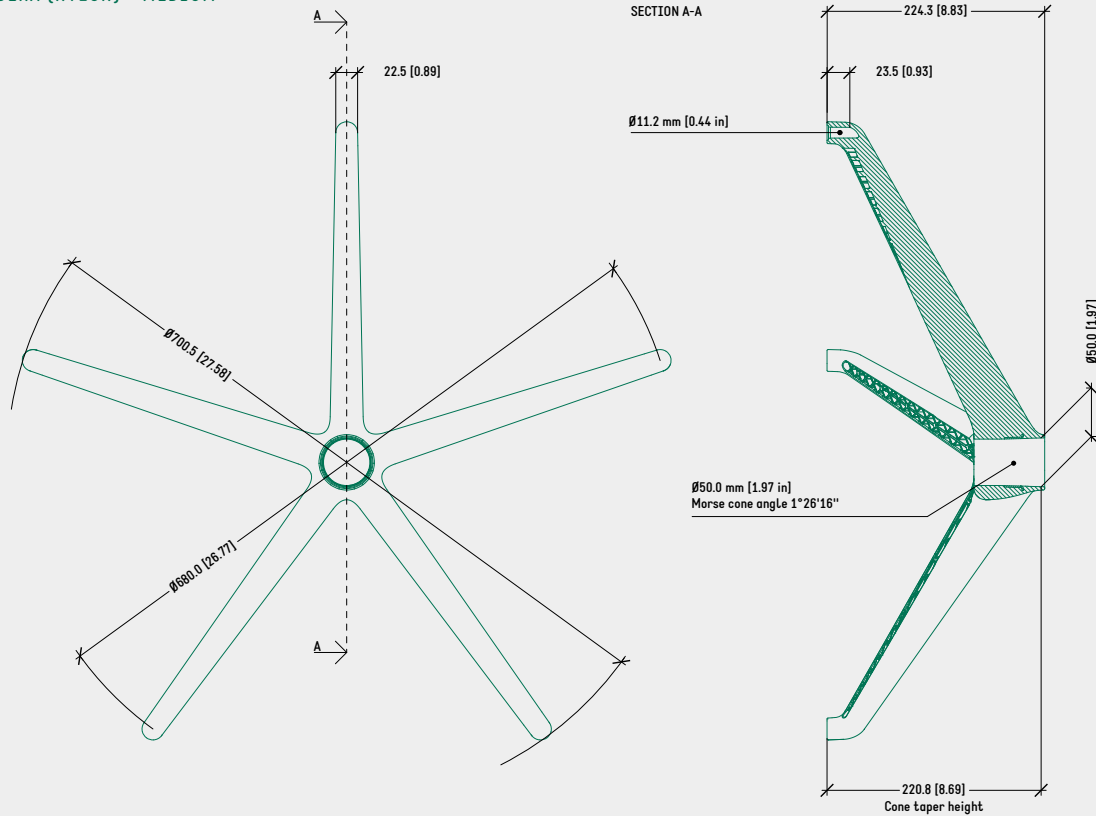 A
SECTION A-A
224.3 [8.83]
22.5 [0.89]
23.5 [0.93]
Ø11.2 mm [0.44 in]
Ø700.5 [27.58]
Ø50.0 [1.97]
Ø50.0 mm [1.97 in]
Morse cone angle 1°26'16"
Ø680.0 [26.77]
A
220.8 [8.69]
Cone taper height